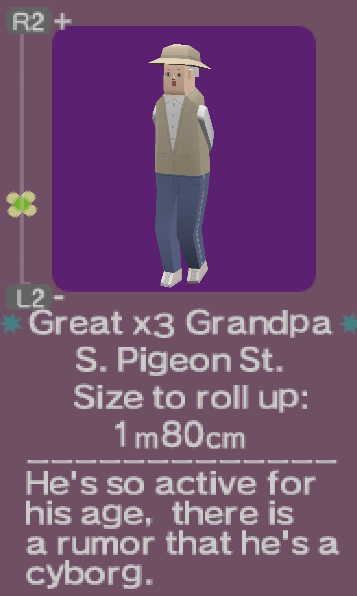 R2 +
L2 -
Great x3 Grandpa
S. Pigeon St.
Size to roll up:
1m80cm
He's so active for
his age, there is
a rumor that he's a
cyborg.